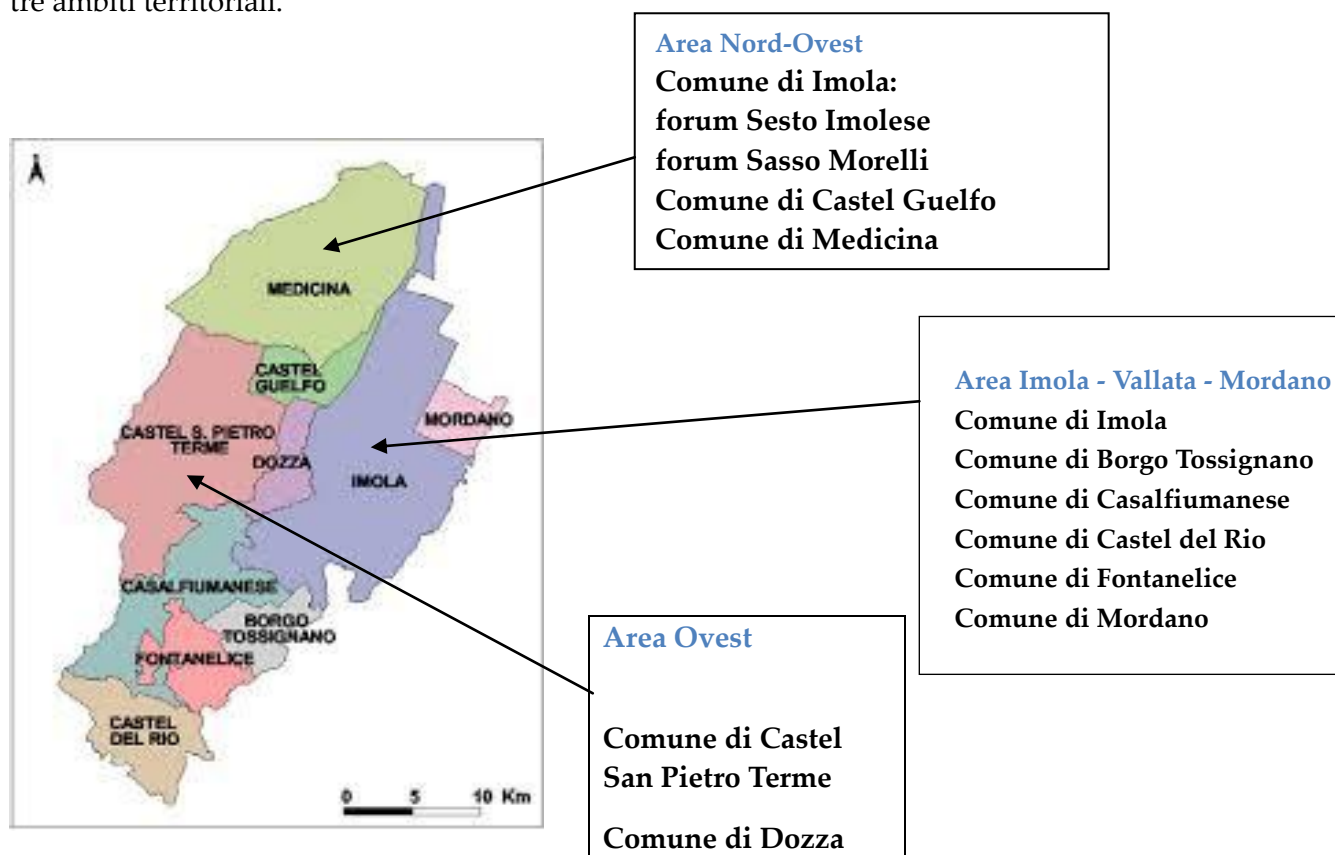 tre ambiti territoriali.
Area Nord-Ovest
Comune di Imola:
forum Sesto Imolese
forum Sasso Morelli
Comune di Castel Guelfo
Comune di Medicina
MEDICINA
CASTEL
GUELFO
MORDANO
CASTEL S. PIETRO
TERME
DOZZA
IMOLA
CASALFIUMANESE
BORGO
TOSSIGNANO
FONTANELICE
CASTEL
DEL RIO
0 5 10 Km
Area Imola - Vallata - Mordano
Comune di Imola
Comune di Borgo Tossignano
Comune di Casalfiumanese
Comune di Castel del Rio
Comune di Fontanelice
Comune di Mordano
Area Ovest
Comune di Castel
San Pietro Terme
Comune di Dozza